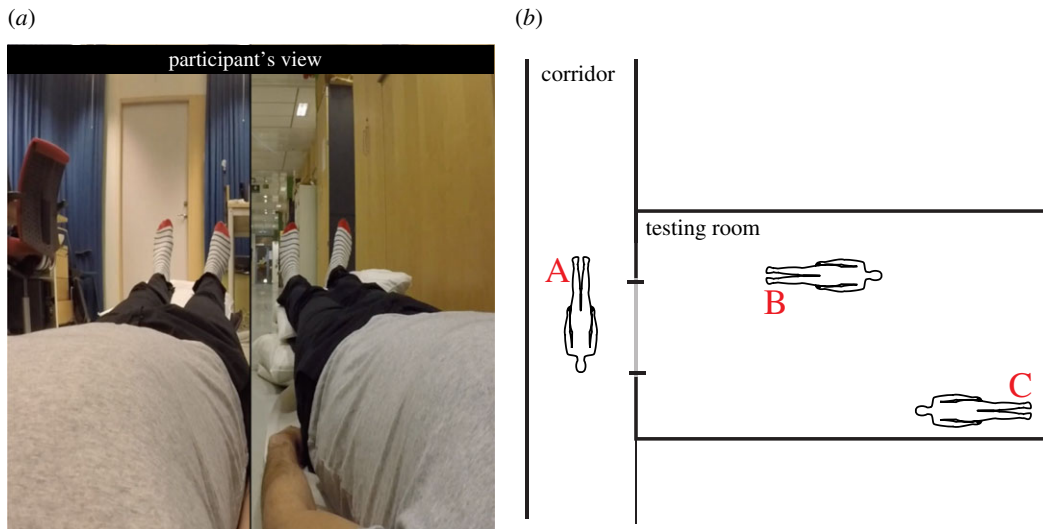 (a)
participant's view
(b)
corridor
testing room
A
B
C